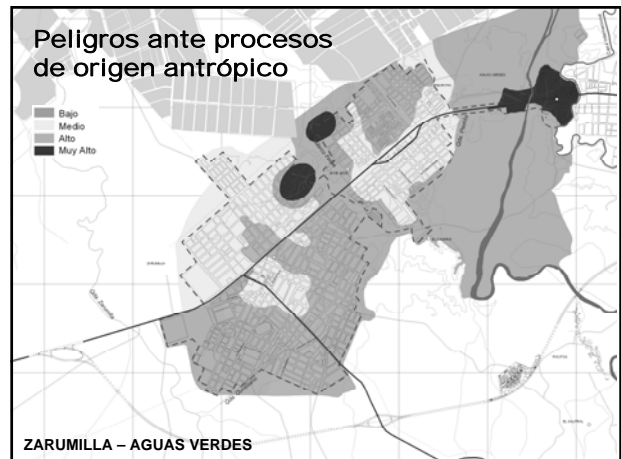 Peligros ante procesos
de origen antrópico
Bajo
Medio
Alto
Muy Alto
ZARUMILLA – AGUAS VERDES